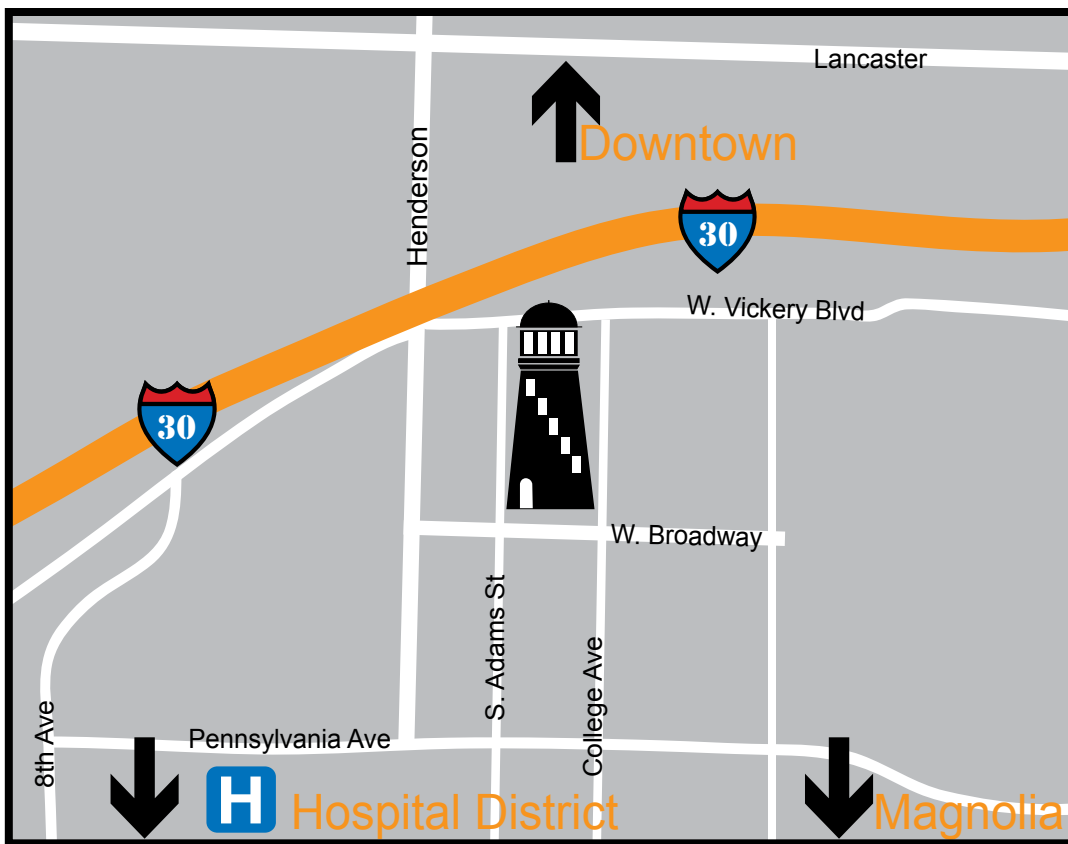 Lancaster
Downtown
Henderson
30
W. Vickery Blvd
30
W. Broadway
S. Adams St
College Ave
8th Ave
Pennsylvania Ave
H Hospital District
Magnolia